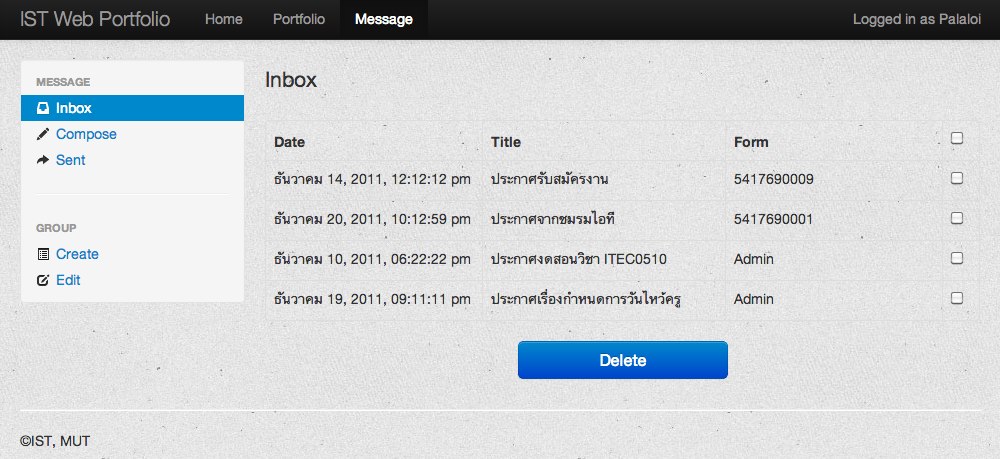 IST Web Portfolio Home Portfolio Message Logged in as Palaloi
MESSAGE
Inbox
Compose
Sent
GROUP
Create
Edit
Inbox
Date Title Form
ธันวาคม 14, 2011, 12:12:12 pm ประกาศรับสมัครงาน 5417690009
ธันวาคม 20, 2011, 10:12:59 pm ประกาศจากชมรมไอที 5417690001
ธันวาคม 10, 2011, 06:22:22 pm ประกาศงดสอนวิชา ITEC0510 Admin
ธันวาคม 19, 2011, 09:11:11 pm ประกาศเรื่องกำหนดการวันไหว้ครู Admin
Delete
©IST, MUT